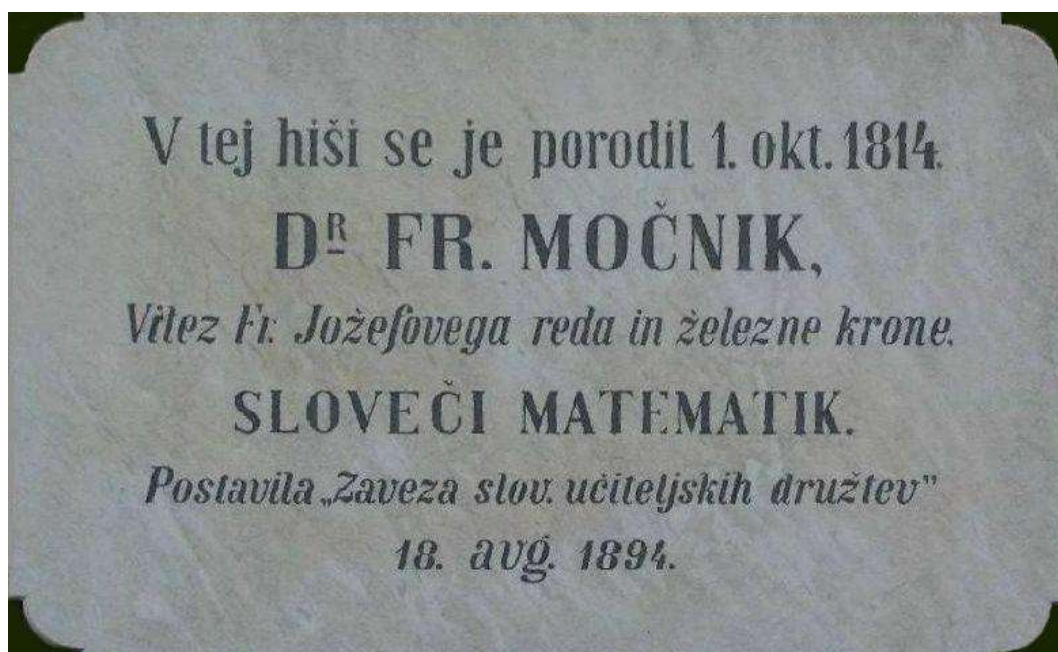 V tej hiši se je porodil 1. okt. 1814.
DR FR. MOČNIK,
Vitez Fr. Jožefovega reda in železne krone.
SLOVEČI MATEMATIK.
Postavila „Zaveza slov. učiteljskih družtev"
18. avg. 1894.